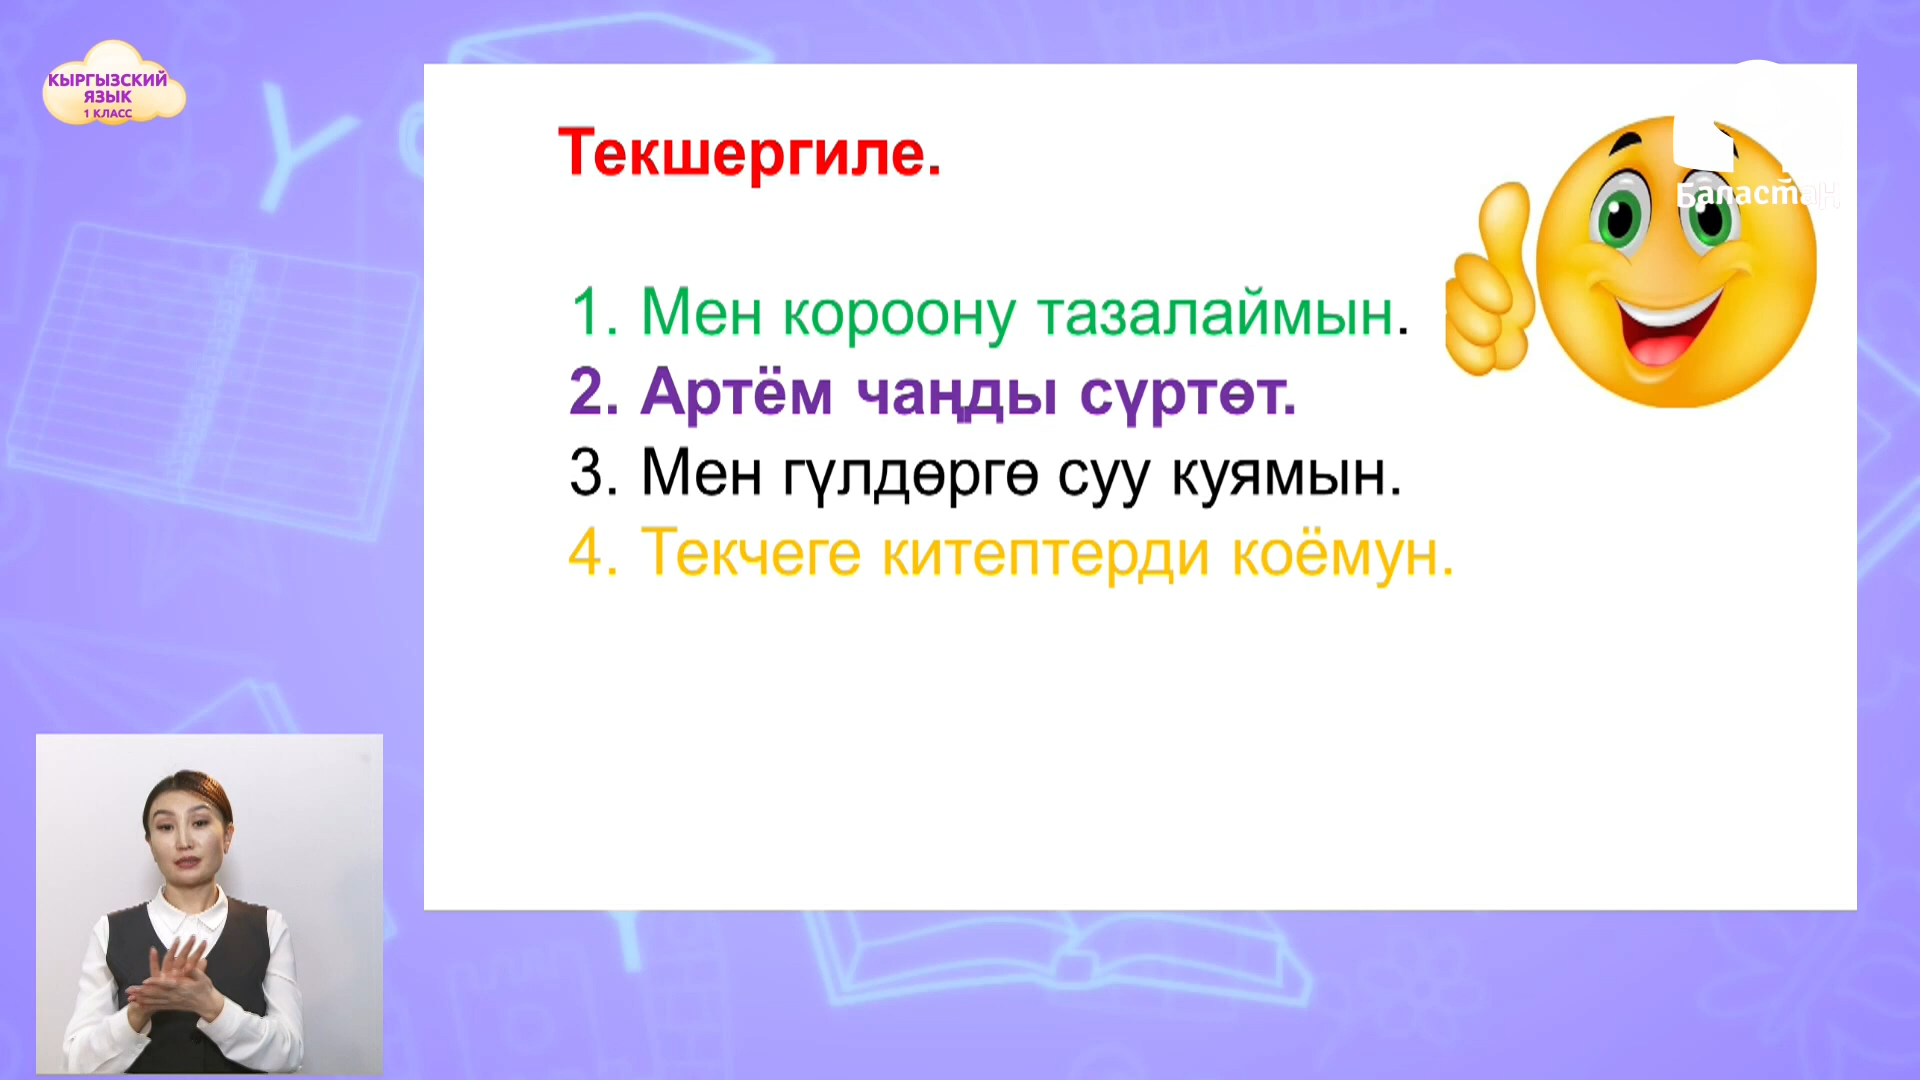 КЫРГЫЗСКИЙ
ЯЗЫК
1 КЛАСС
Баластан
Текшергиле.
1. Мен короону тазалаймын.
2. Артём чаңды сүртөт.
3. Мен гүлдөргө суу куямын.
4. Текчеге китептерди коёмун.